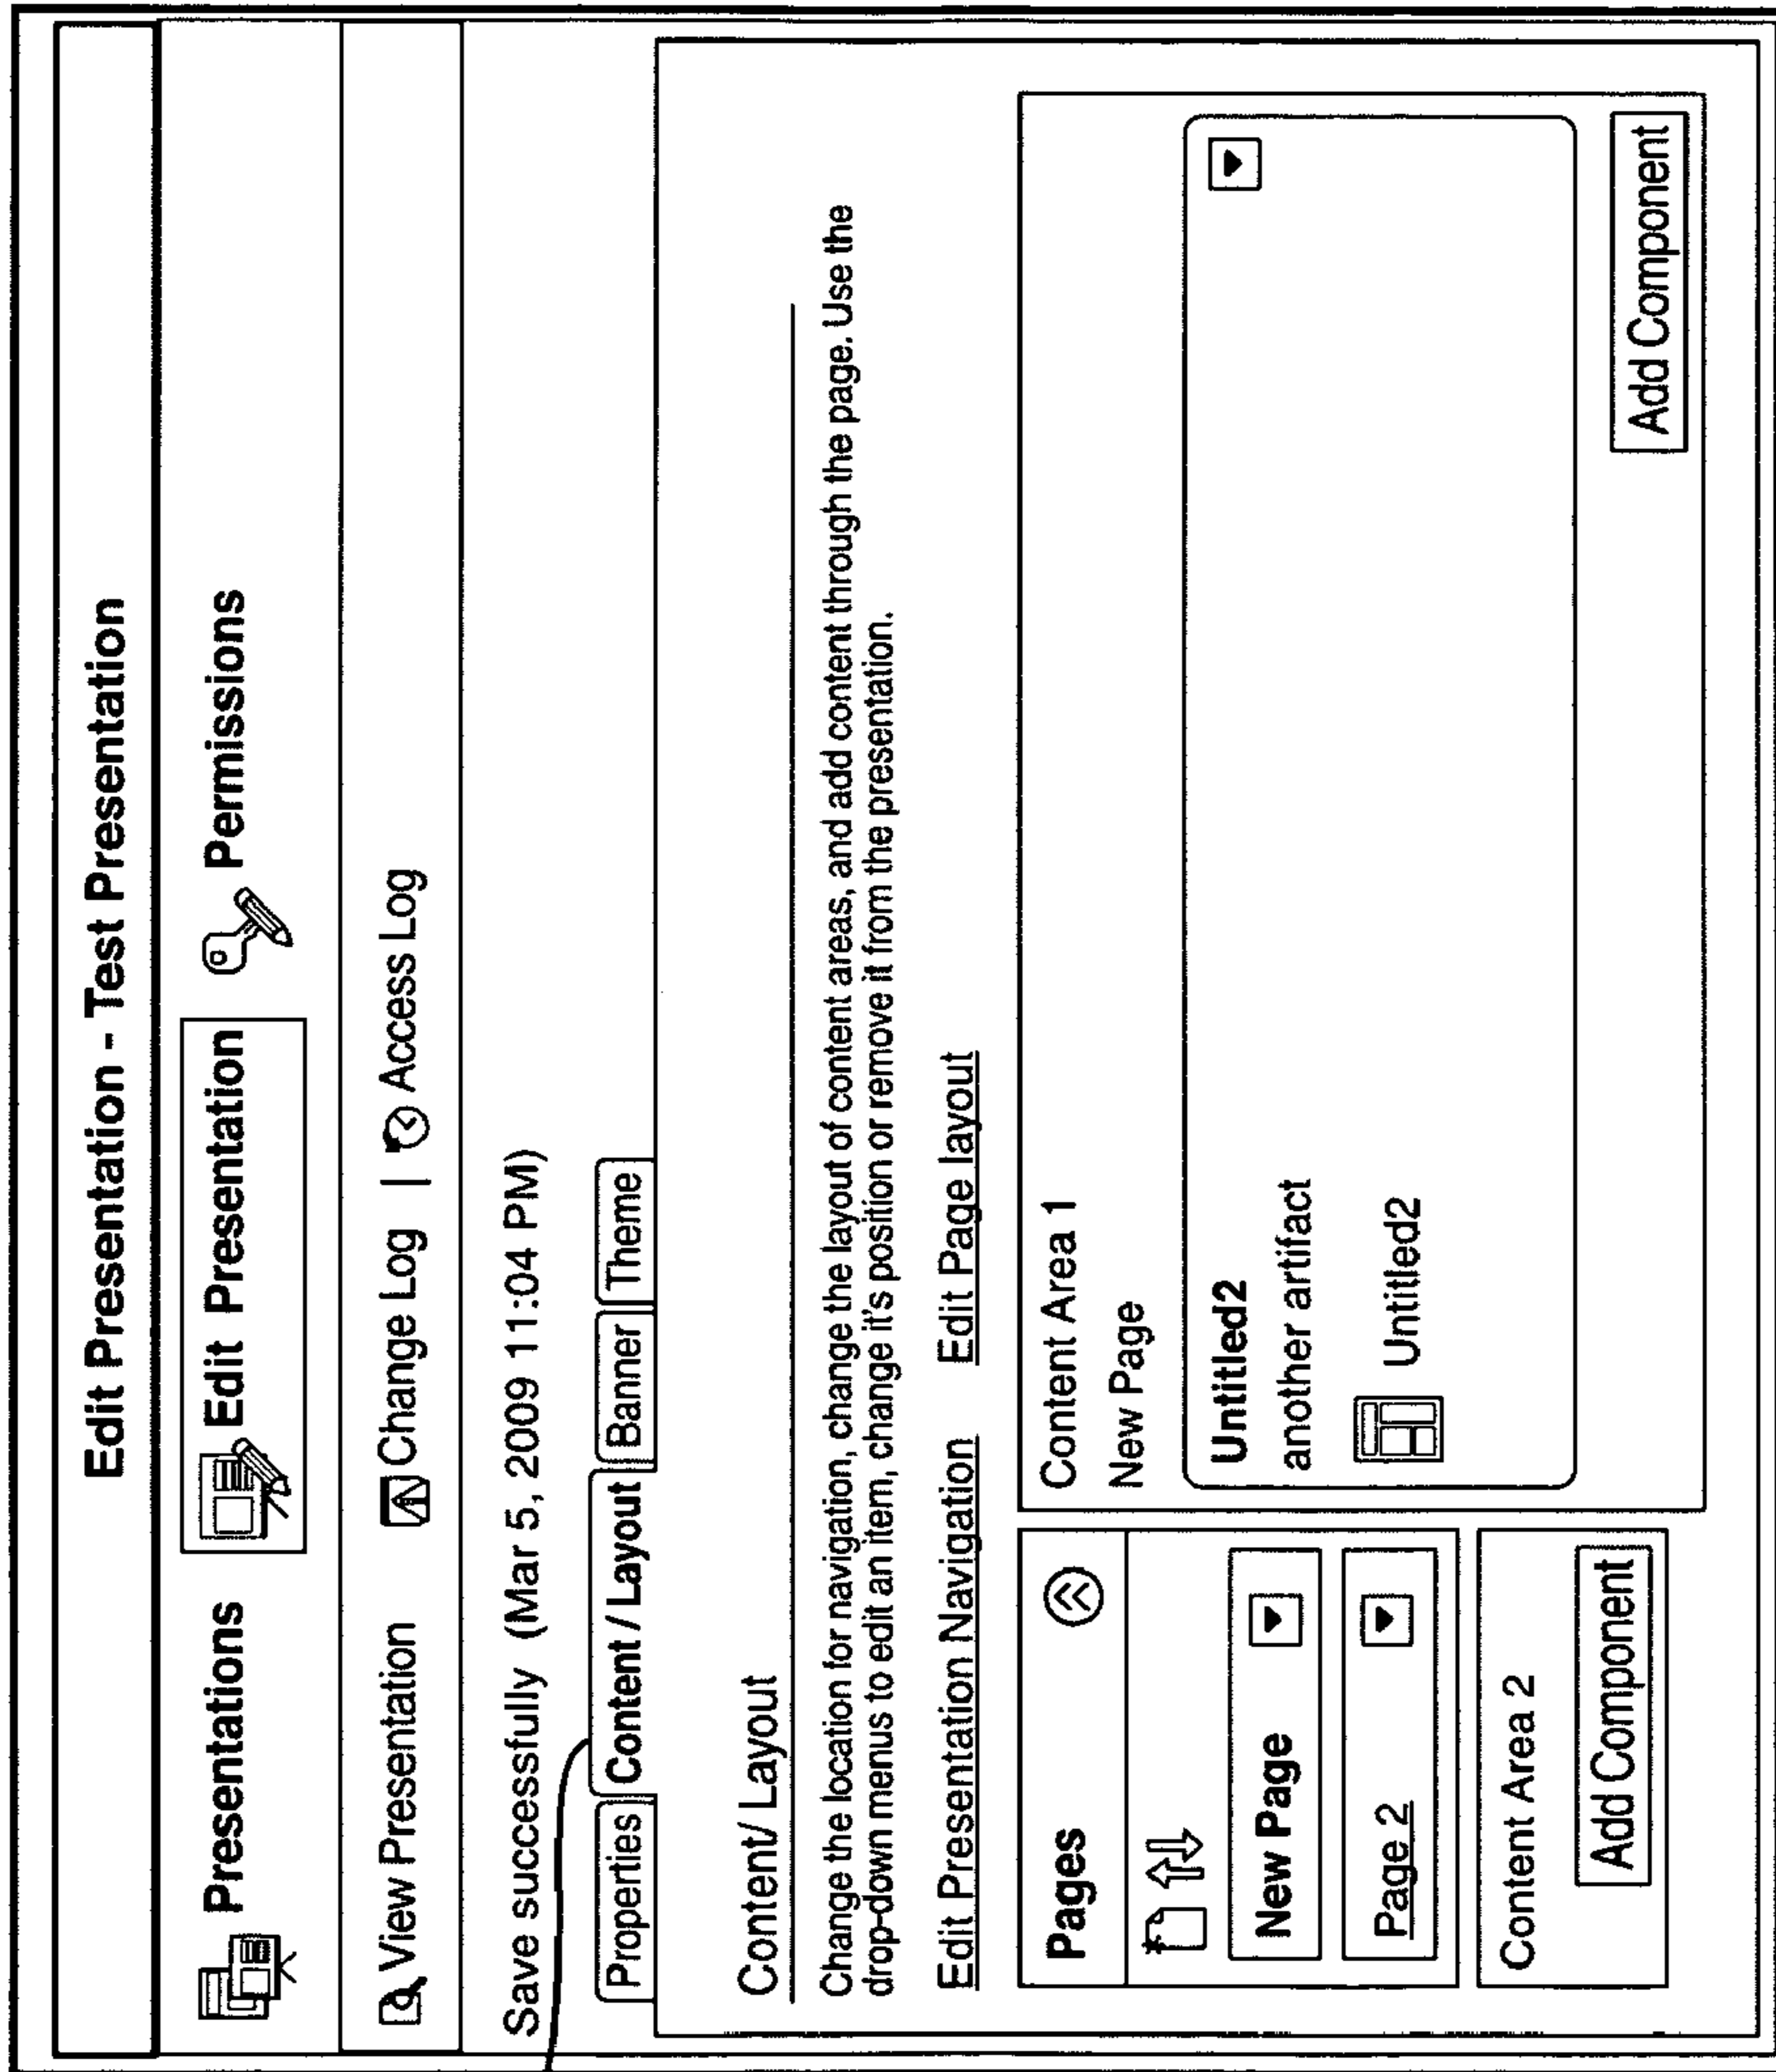 Edit Presentation - Test Presentation
Presentations Edit Presentation Permissions
View Presentation Change Log | Access Log
Save successfully (Mar 5, 2009 11:04 PM)
Properties Content / Layout Banner Theme
Content/ Layout
Change the location for navigation, change the layout of content areas, and add content through the page. Use the
drop-down menus to edit an item, change it's position or remove it from the presentation.
Edit Presentation Navigation Edit Page layout
Pages
New Page
Page 2
Content Area 2
Add Component
Content Area 1
New Page
Untitled2
another artifact
Untitled2
Add Component